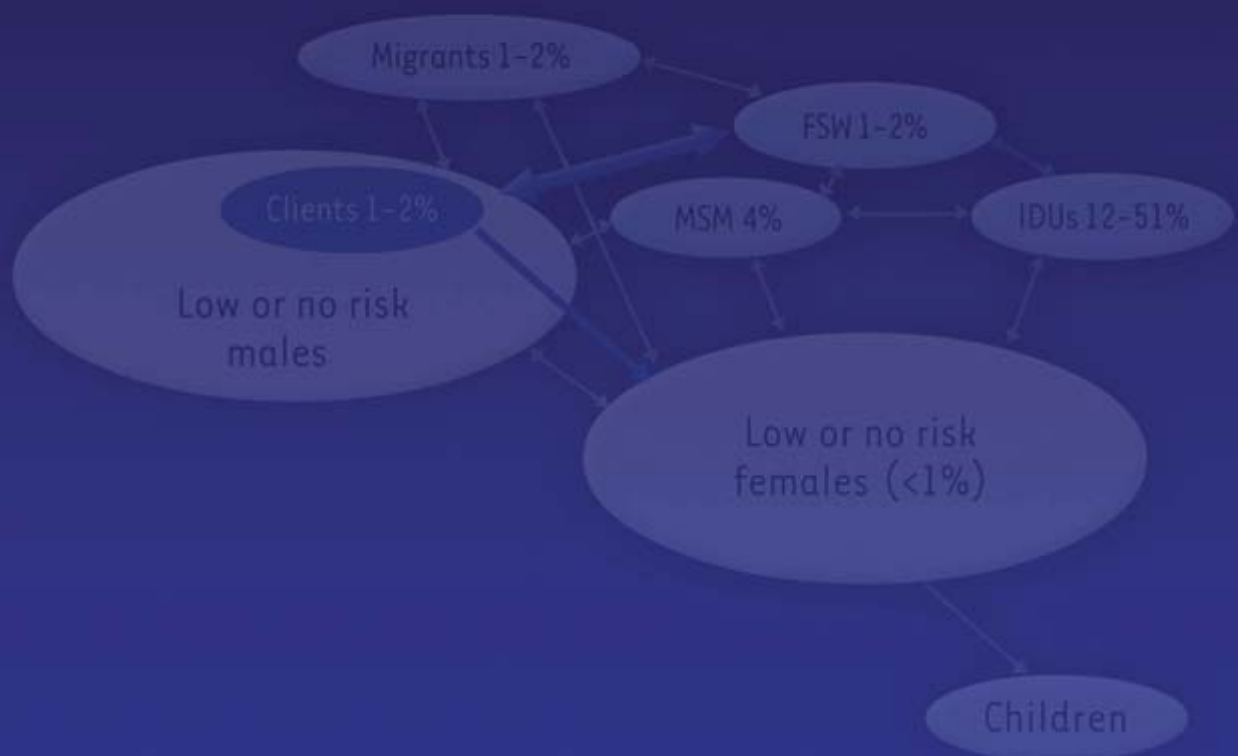 Migrants 1-2%
FSW 1-2%
Clients 1-2%
MSM 4%
IDUs 12-51%
Low or no risk
males
Low or no risk
females (<1%)
Children